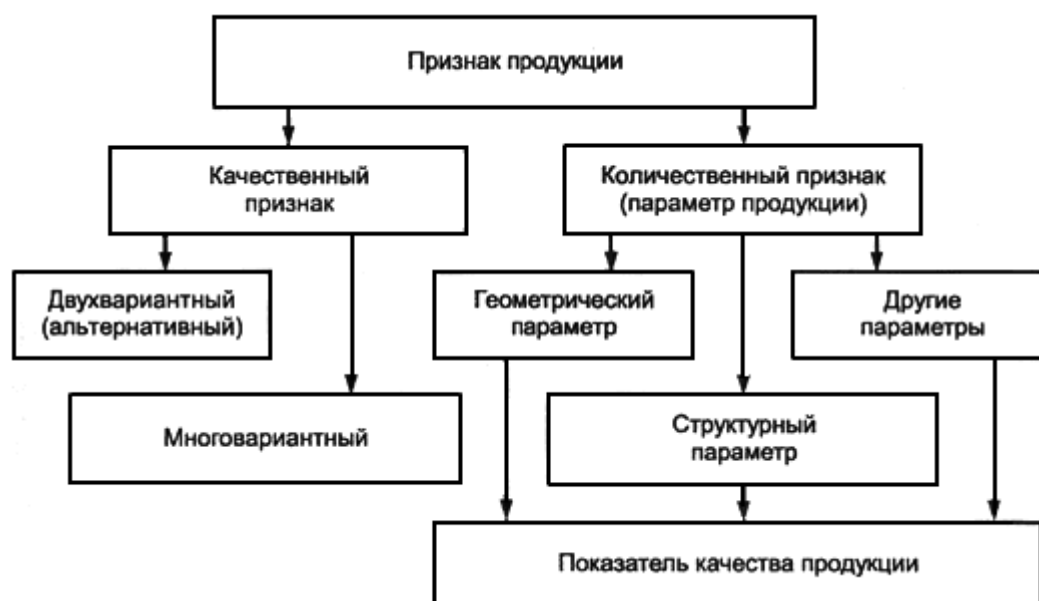 Признак продукции
Качественный
признак
Количественный признак
(параметр продукции)
Двухвариантный
(альтернативный)
Геометрический
параметр
Другие
параметры
Многовариантный
Структурный
параметр
Показатель качества продукции